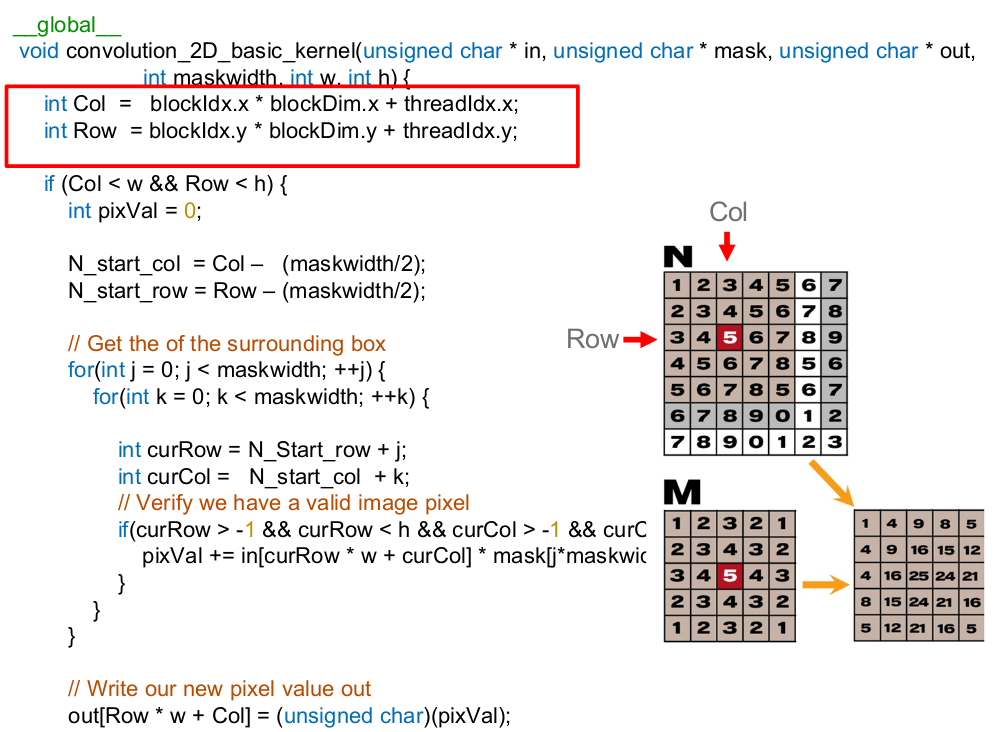 __global__
void convolution_2D_basic_kernel(unsigned char * in, unsigned char * mask, unsigned char * out,
int maskwidth, int w, int h) {
int Col = blockIdx.x * blockDim.x + threadIdx.x;
int Row = blockIdx.y * blockDim.y + threadIdx.y;
if (Col < w && Row < h) {
int pixVal = 0;
N_start_col = Col – (maskwidth/2);
N_start_row = Row – (maskwidth/2);
// Get the of the surrounding box
for(int j = 0; j < maskwidth; ++j) {
for(int k = 0; k < maskwidth; ++k) {
int curRow = N_Start_row + j;
int curCol = N_start_col + k;
// Verify we have a valid image pixel
if(curRow > -1 && curRow < h && curCol > -1 && curC
pixVal += in[curRow * w + curCol] * mask[j*maskwid
}
}
}
// Write our new pixel value out
out[Row * w + Col] = (unsigned char)(pixVal);
Col
Row
N
1 2 3 4 5 6 7
2 3 4 5 6 7 8
3 4 5 6 7 8 9
4 5 6 7 8 5 6
5 6 7 8 5 6 7
6 7 8 9 0 1 2
7 8 9 0 1 2 3
M
1 2 3 2 1
2 3 4 3 2
3 4 5 4 3
2 3 4 3 2
1 2 3 2 1
1 4 9 8 5
4 9 16 15 12
4 16 25 24 21
8 15 24 21 16
5 12 21 16 5